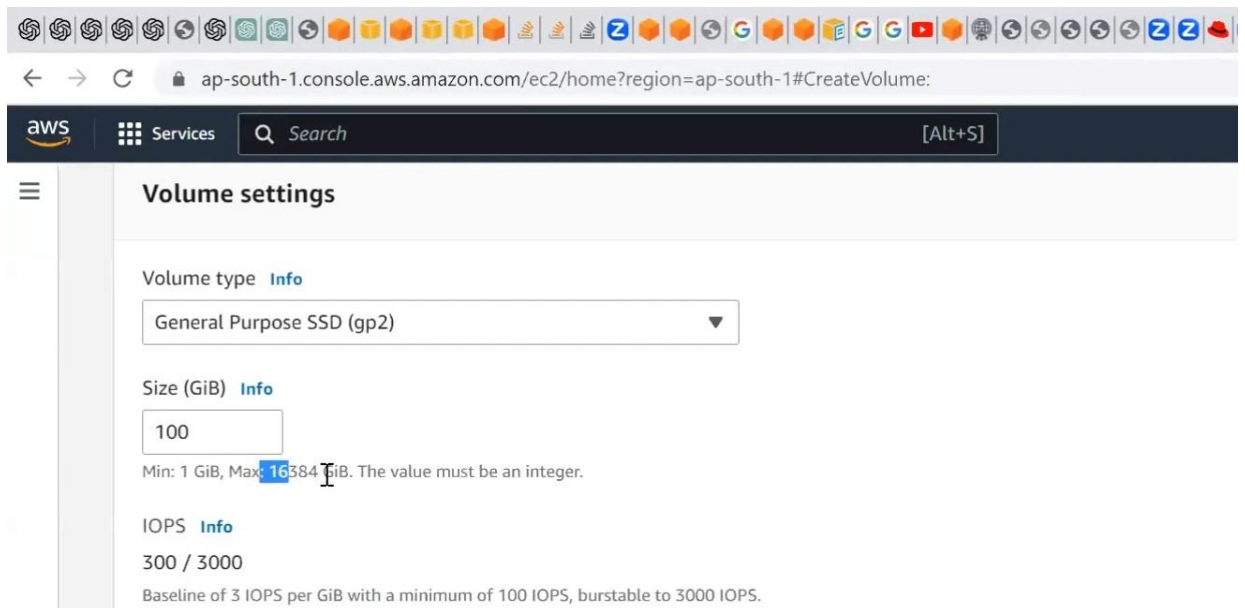 ap-south-1.console.aws.amazon.com/ec2/home?region=ap-south-1#CreateVolume:
aws Services Search [Alt+S]
Volume settings
Volume type Info
General Purpose SSD (gp2)
Size (GiB) Info
100
Min: 1 GiB, Max: 16384 GiB. The value must be an integer.
IOPS Info
300 / 3000
Baseline of 3 IOPS per GiB with a minimum of 100 IOPS, burstable to 3000 IOPS.